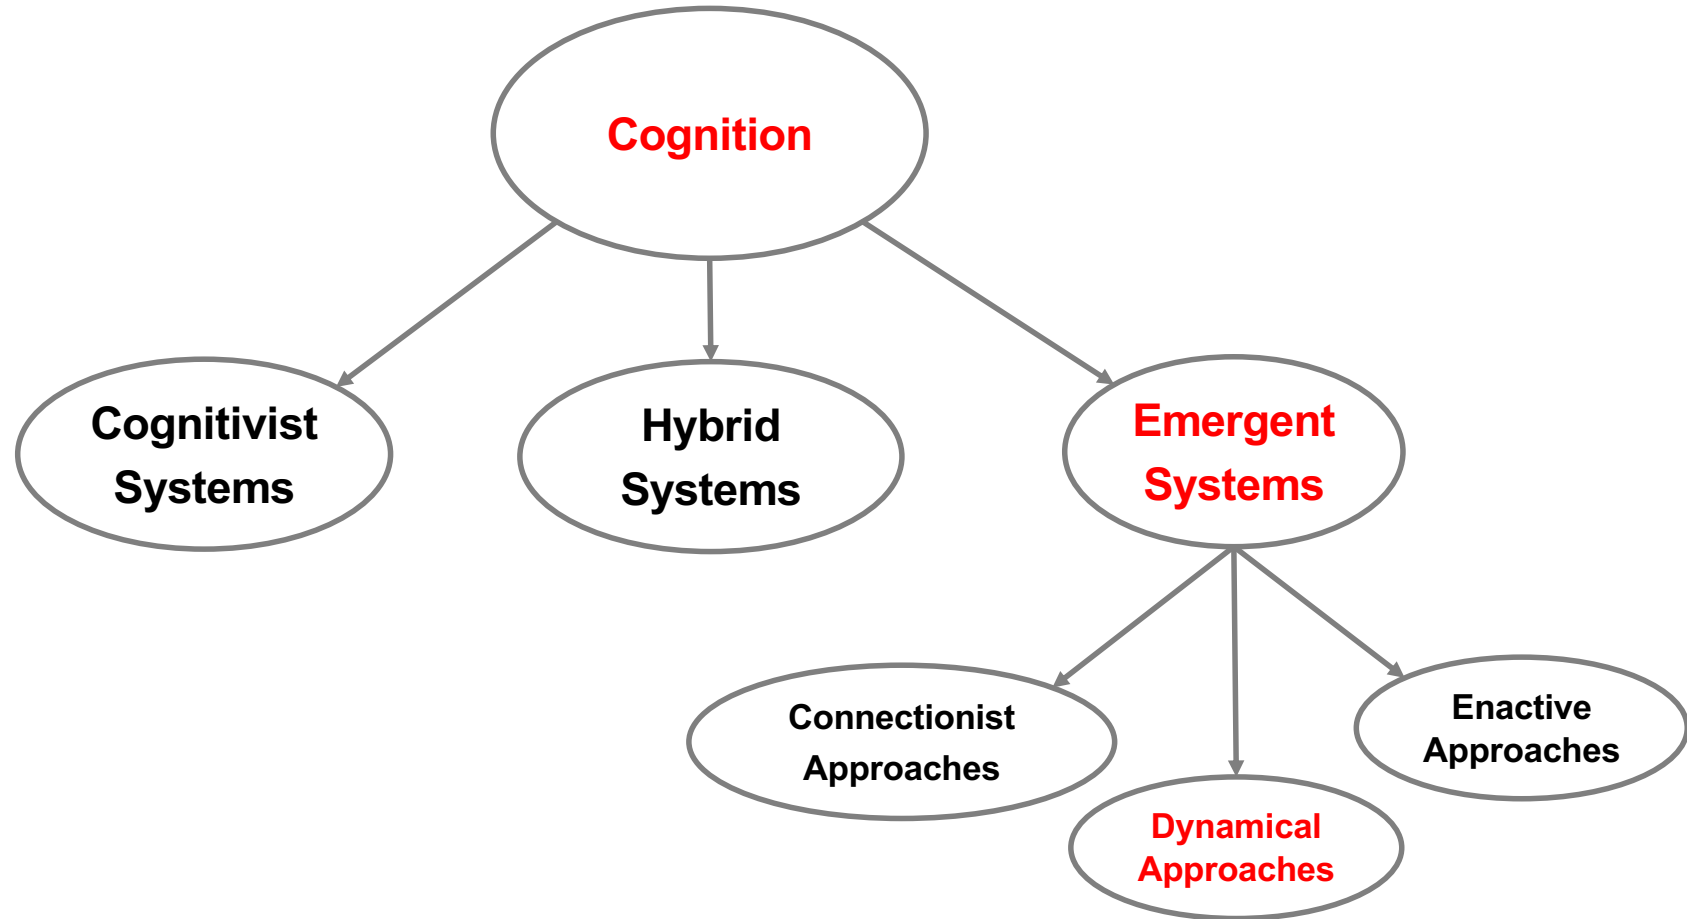 Cognition
Cognitivist
Systems
Hybrid
Systems
Emergent
Systems
Connectionist
Approaches
Dynamical
Approaches
Enactive
Approaches